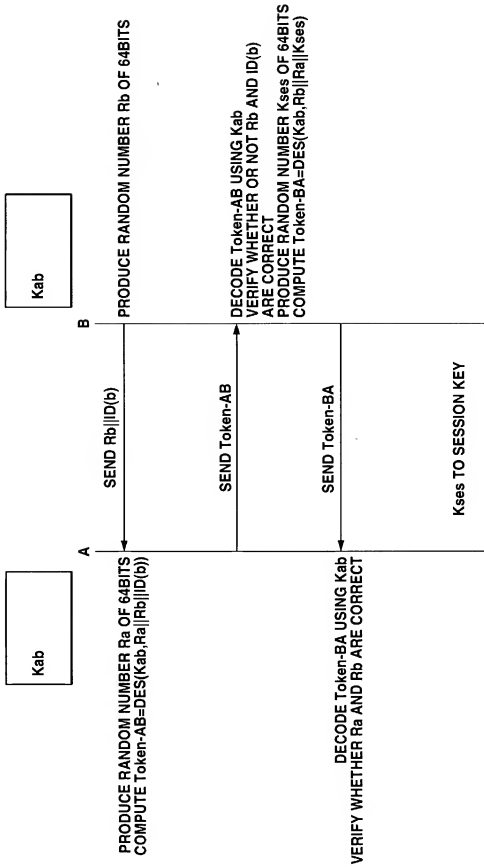 Kab
Kab
A
B
PRODUCE RANDOM NUMBER Rb OF 64BITS
SEND Rb||ID(b)
PRODUCE RANDOM NUMBER Ra OF 64BITS
COMPUTE Token-AB=DES(Kab,Ra||Rb||ID(b))
SEND Token-AB
DECODE Token-AB USING Kab
VERIFY WHETHER OR NOT Rb AND ID(b)
ARE CORRECT
PRODUCE RANDOM NUMBER Kses OF 64BITS
COMPUTE Token-BA=DES(Kab,Rb||Ra||Kses)
SEND Token-BA
DECODE Token-BA USING Kab
VERIFY WHETHER Ra AND Rb ARE CORRECT
Kses TO SESSION KEY